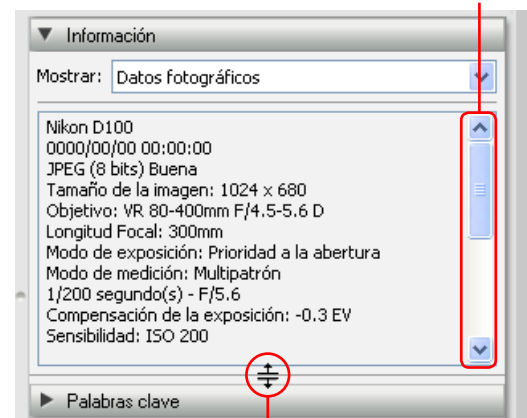 Información
Mostrar: Datos fotográficos
Nikon D100
0000/00/00 00:00:00
JPEG (8 bits) Buena
Tamaño de la imagen: 1024 x 680
Objetivo: VR 80-400mm F/4.5-5.6 D
Longitud Focal: 300mm
Modo de exposición: Prioridad a la abertura
Modo de medición: Multipatrón
1/200 segundo(s) - F/5.6
Compensación de la exposición: -0.3 EV
Sensibilidad: ISO 200
Palabras clave